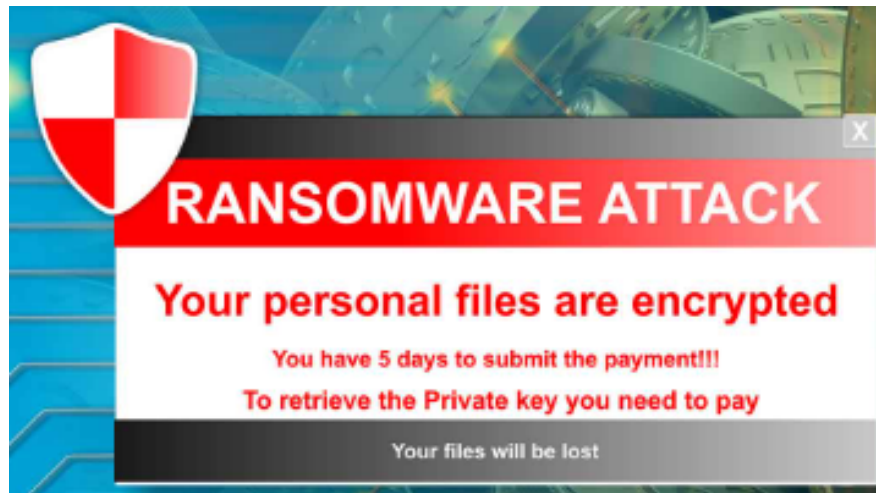 X
RANSOMWARE ATTACK
Your personal files are encrypted
You have 5 days to submit the payment!!!
To retrieve the Private key you need to pay
Your files will be lost